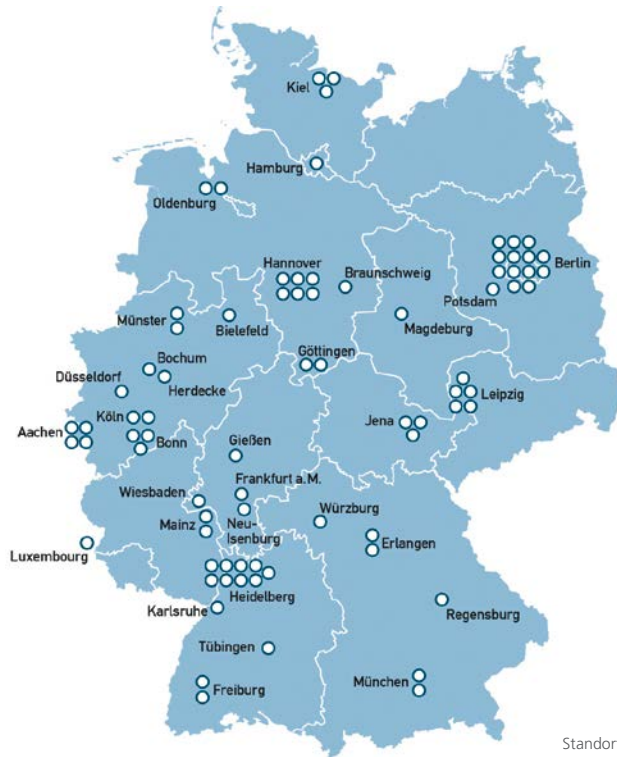 Kiel
Hamburg
Oldenburg
Hannover
Braunschweig
Berlin
Potsdam
Münster
Bielefeld
Magdeburg
Göttingen
Bochum
Düsseldorf
Herdecke
Leipzig
Köln
Jena
Aachen
Bonn
Gießen
Frankfurt a.M.
Wiesbaden
Würzburg
Mainz
Neu-
Isenburg
Erlangen
Luxembourg
Heidelberg
Karlsruhe
Regensburg
Tübingen
München
Freiburg
Standor